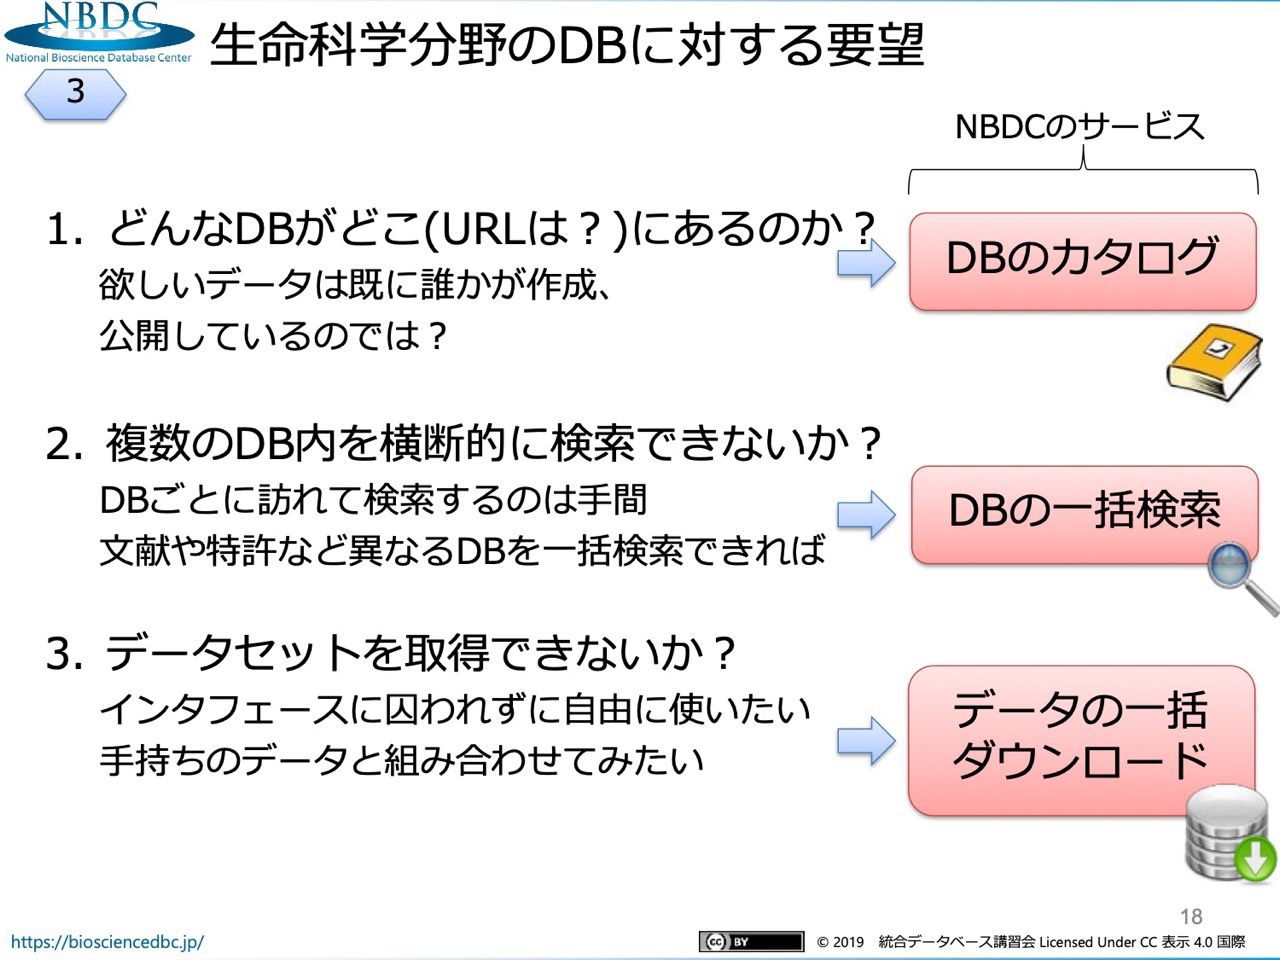 NBDC
National Bioscience Database Center
生命科学分野のDBに対する要望
3
NBDCのサービス
1. どんなDBがどこ(URLは？)にあるのか？
欲しいデータは既に誰かが作成、
公開しているのでは？
DBのカタログ
2. 複数のDB内を横断的に検索できないか？
DBごとに訪れて検索するのは手間
文献や特許など異なるDBを一括検索できれば
DBの一括検索
3. データセットを取得できないか？
インタフェースに囚われずに自由に使いたい
手持ちのデータと組み合わせてみたい
データの一括
ダウンロード
18
https://biosciencedbc.jp/
cc BY
© 2019 統合データベース講習会 Licensed Under CC 表示 4.0 国際